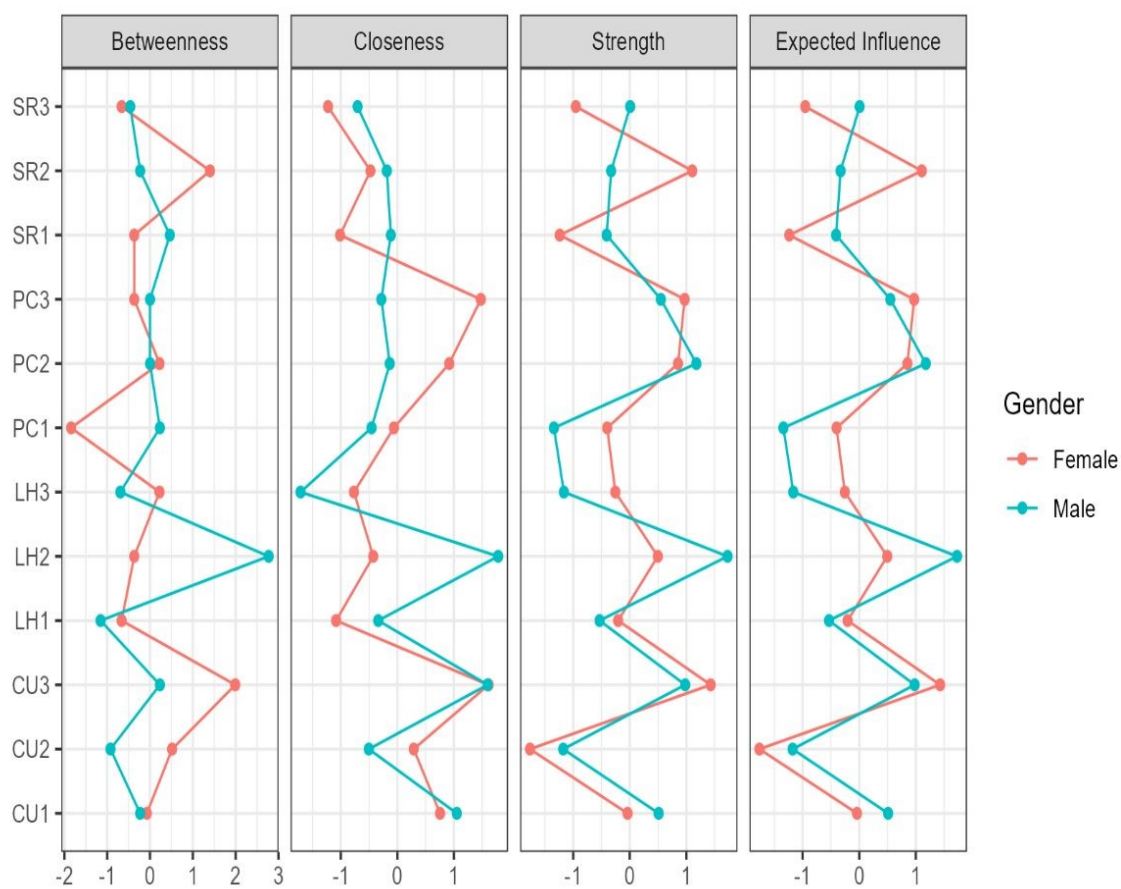 Betweenness Closeness Strength Expected Influence
SR3
SR2
SR1
PC3
PC2
PC1
LH3
LH2
LH1
CU3
CU2
CU1
-2 -1 0 1 2 3 -1 0 1 -1 0 1 -1 0 1
Gender
Female
Male